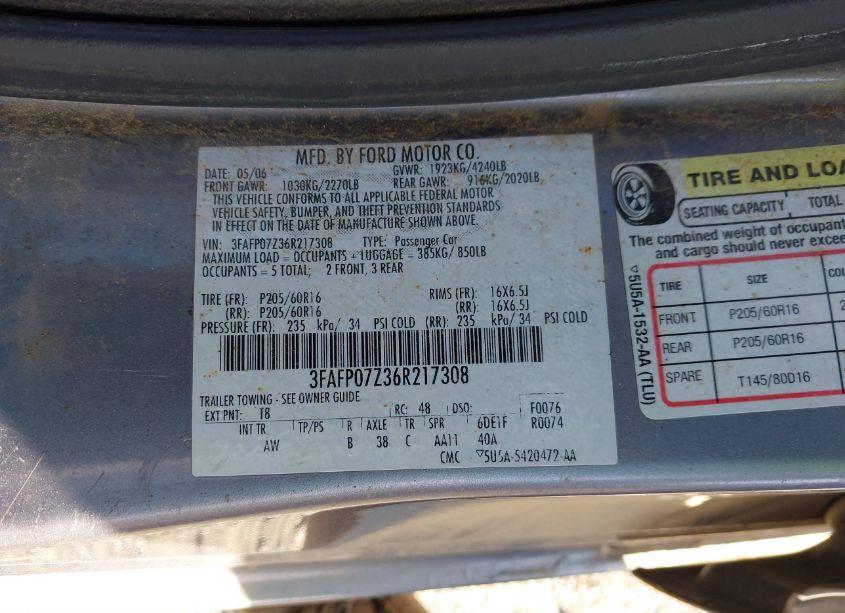 MFD. BY FORD MOTOR CO.
DATE: 05/06 GVWR: 1923KG/4240LB
FRONT GAWR: 1030KG/2270LB REAR GAWR: 916KG/2020LB
THIS VEHICLE CONFORMS TO ALL APPLICABLE FEDERAL MOTOR
VEHICLE SAFETY, BUMPER, AND THEFT PREVENTION STANDARDS
IN EFFECT ON THE DATE OF MANUFACTURE SHOWN ABOVE.
VIN: 3FAFP07Z36R217308 TYPE: Passenger Car
MAXIMUM LOAD = OCCUPANTS + LUGGAGE = 385KG/ 850LB
OCCUPANTS = 5 TOTAL; 2 FRONT, 3 REAR
TIRE (FR): P205/60R16 RIMS (FR): 16X6.5J
(RR): P205/60R16 (RR): 16X6.5J
PRESSURE (FR): 235 kPa/ 34 PSI COLD (RR): 235 kPa/ 34 PSI COLD
3FAFP07Z36R217308
TRAILER TOWING - SEE OWNER GUIDE
EXT PNT: T8 RC: 48 DSO: F0076
INT TR TP/PS R AXLE TR SPR 6DE1F R0074
AW B 38 C AA11 40A
CMC ▽5U5A-5420472-AA
TIRE AND LOA
SEATING CAPACITY TOTAL
The combined weight of occupant
and cargo should never excee
TIRE SIZE CO
FRONT P205/60R16 2
REAR P205/60R16
SPARE T145/80D16
▽5U5A-1532-AA (TLU)